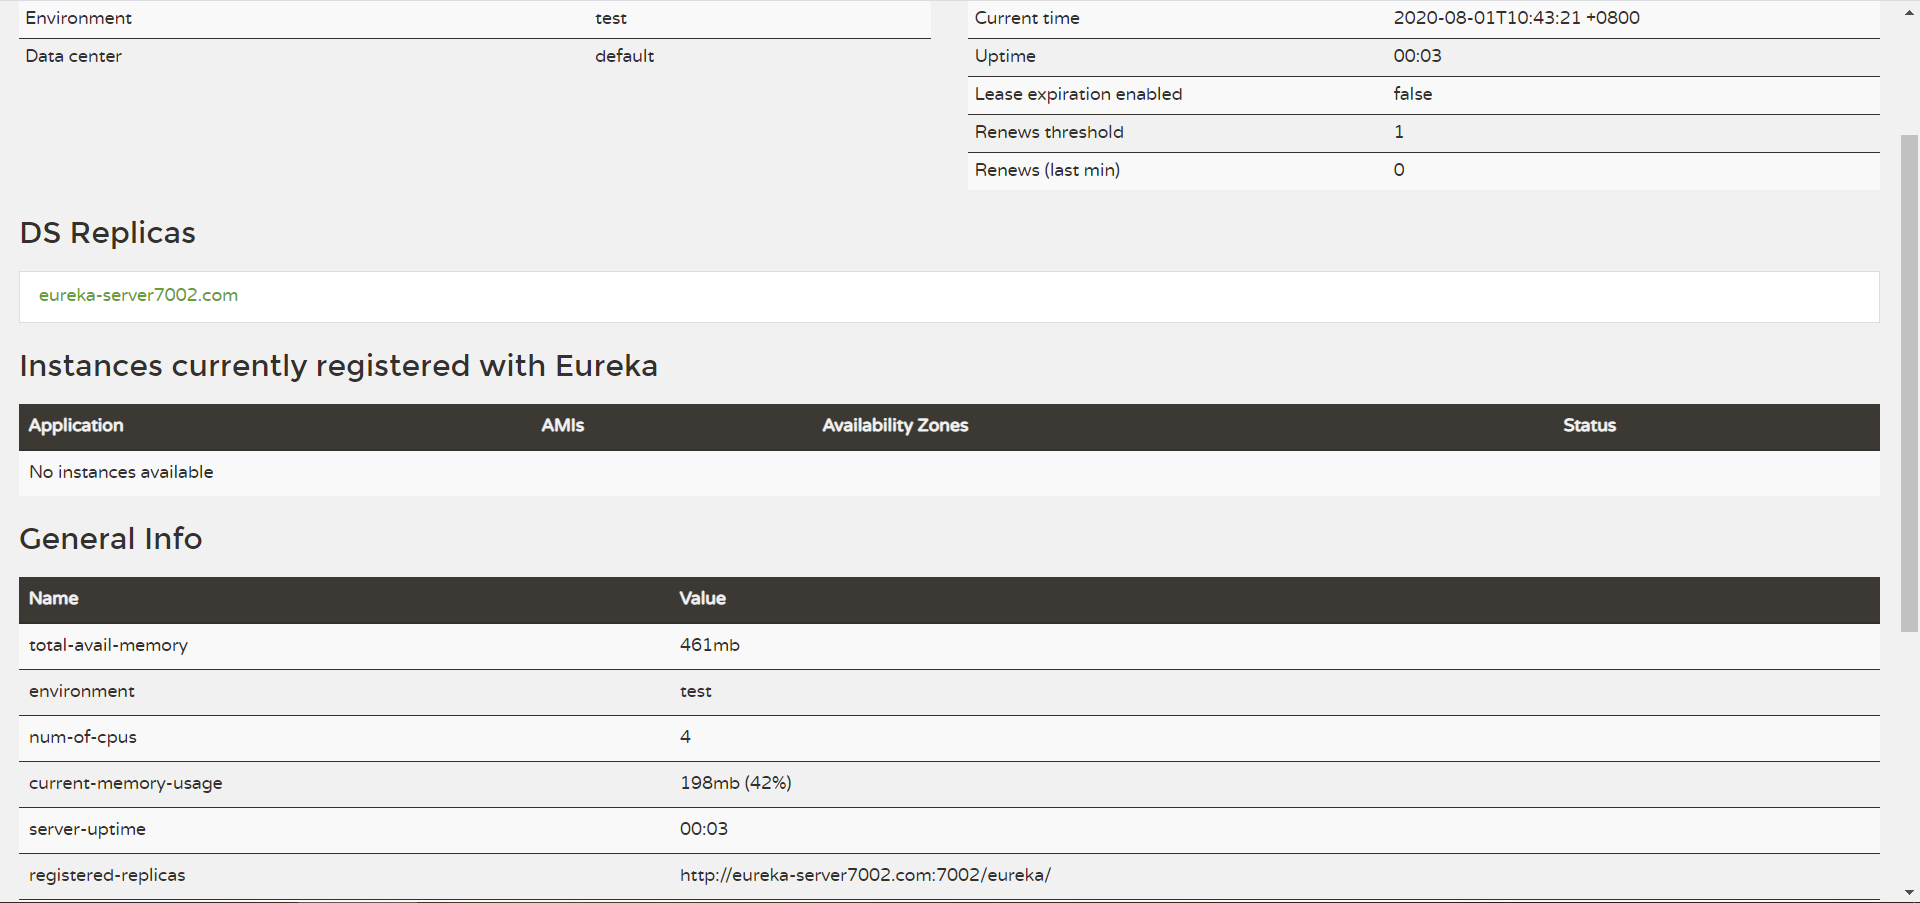 Environment test
Data center default
Current time 2020-08-01T10:43:21 +0800
Uptime 00:03
Lease expiration enabled false
Renews threshold 1
Renews (last min) 0
DS Replicas
eureka-server7002.com
Instances currently registered with Eureka
Application AMIs Availability Zones Status
No instances available
General Info
Name Value
total-avail-memory 461mb
environment test
num-of-cpus 4
current-memory-usage 198mb (42%)
server-uptime 00:03
registered-replicas http://eureka-server7002.com:7002/eureka/